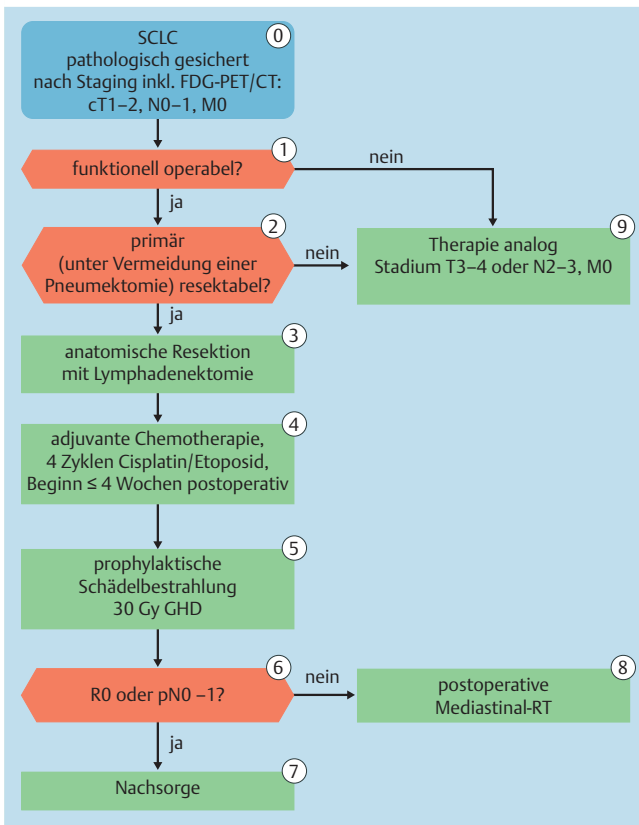 SCLC
0
pathologisch gesichert
nach Staging inkl. FDG-PET/CT:
cT1–2, N0–1, M0
funktionell operabel?
1
nein
ja
primär
2
(unter Vermeidung einer
Pneumektomie) resektabel?
nein
Therapie analog
9
Stadium T3–4 oder N2–3, M0
ja
anatomische Resektion
3
mit Lymphadenektomie
adjuvante Chemotherapie,
4
4 Zyklen Cisplatin/Etoposid,
Beginn ≤ 4 Wochen postoperativ
prophylaktische
5
Schädelbestrahlung
30 Gy GHD
R0 oder pN0 –1?
6
nein
postoperative
8
Mediastinal-RT
ja
Nachsorge
7